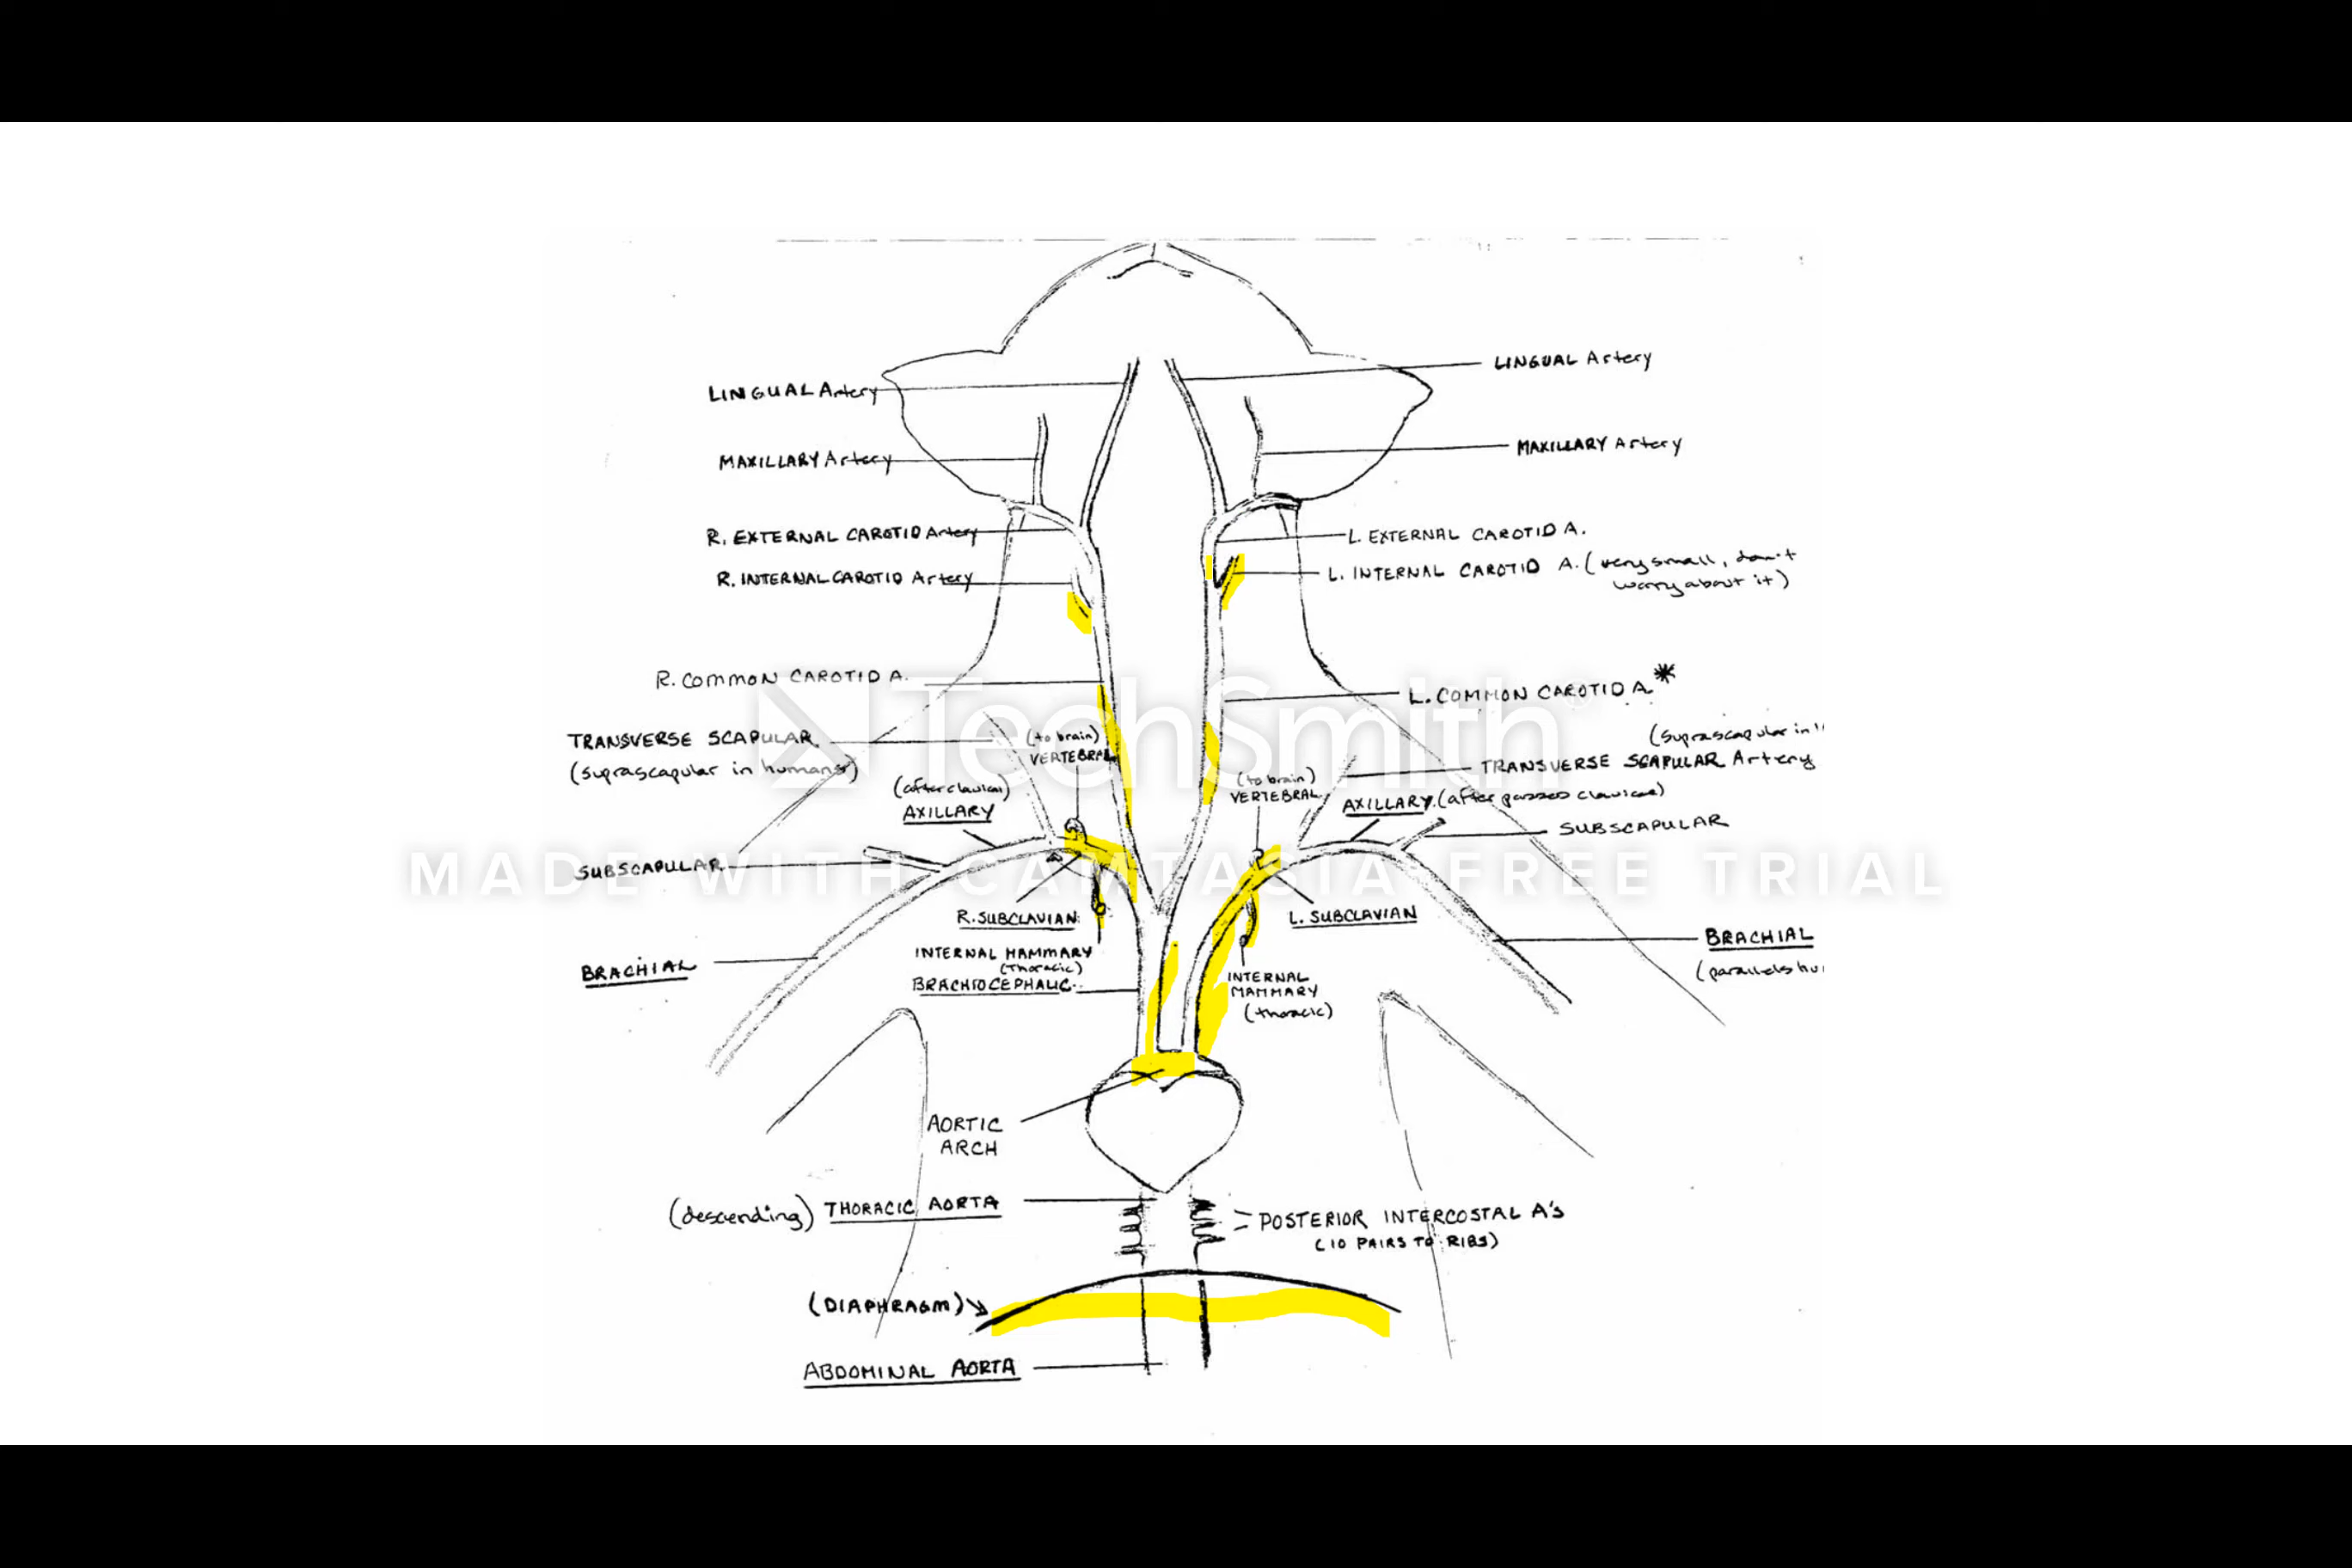 LINGUAL Artery
LINGUAL Artery
MAXILLARY Artery
MAXILLARY Artery
R. EXTERNAL CAROTID Artery
L. EXTERNAL CAROTID A.
R. INTERNAL CAROTID Artery
L. INTERNAL CAROTID A. (very small, don't
worry about it)
R. COMMON CAROTID A.
L. COMMON CAROTID A. *
TechSmith
TRANSVERSE SCAPULAR
(suprascapular in humans)
(to brain)
VERTEBRAL
(suprascapular in
TRANSVERSE SCAPULAR Artery
(to brain)
VERTEBRAL
(after clavical)
AXILLARY
AXILLARY (after passes clavicle)
SUBSCAPULAR
SUBSCAPULAR
MADE WITH CAMTASIA FREE TRIAL
R. SUBCLAVIAN
L. SUBCLAVIAN
BRACHIAL
BRACHIAL
(parallels
INTERNAL MAMMARY
(thoracic)
BRACHIOCEPHALIC
INTERNAL
MAMMARY
(thoracic)
AORTIC
ARCH
(descending) THORACIC AORTA
POSTERIOR INTERCOSTAL A's
(10 PAIRS TO RIBS)
(DIAPHRAGM)
ABDOMINAL AORTA